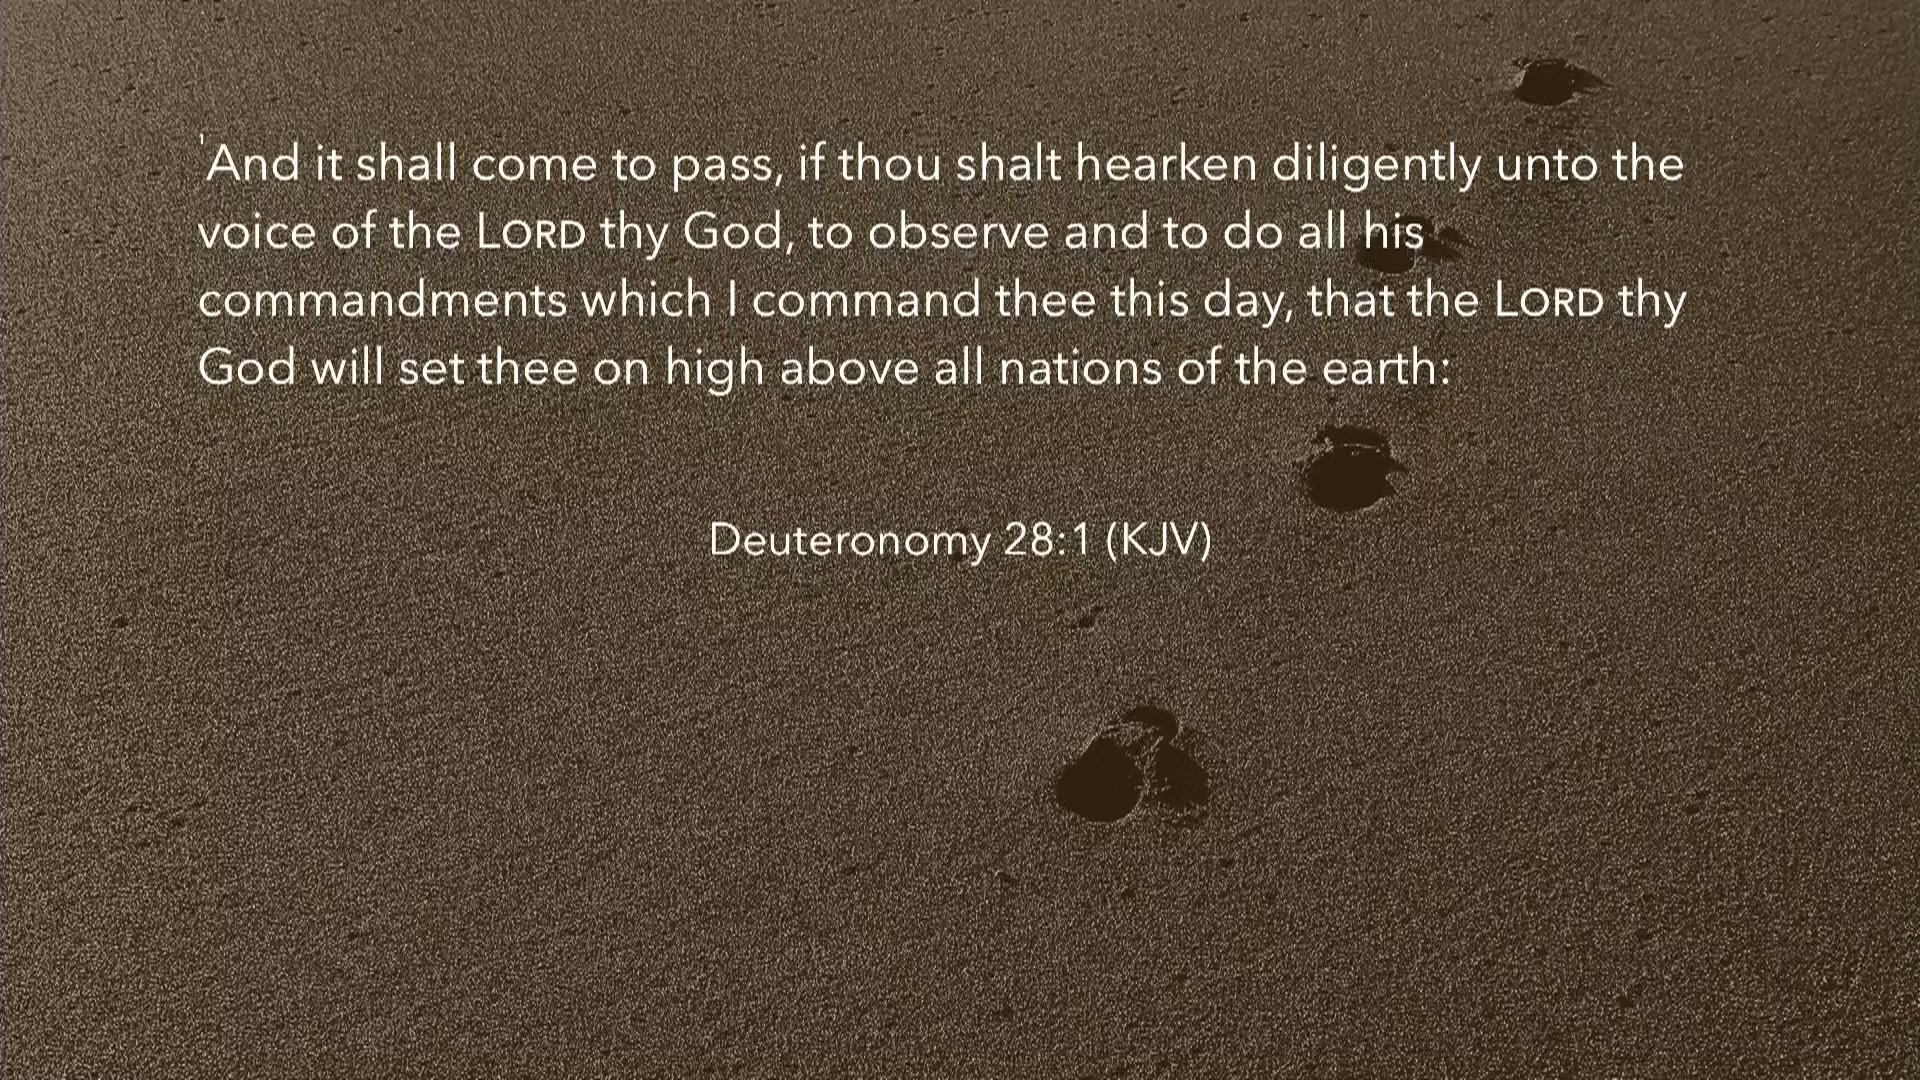 ¹And it shall come to pass, if thou shalt hearken diligently unto the
voice of the LORD thy God, to observe and to do all his
commandments which I command thee this day, that the LORD thy
God will set thee on high above all nations of the earth:
Deuteronomy 28:1 (KJV)